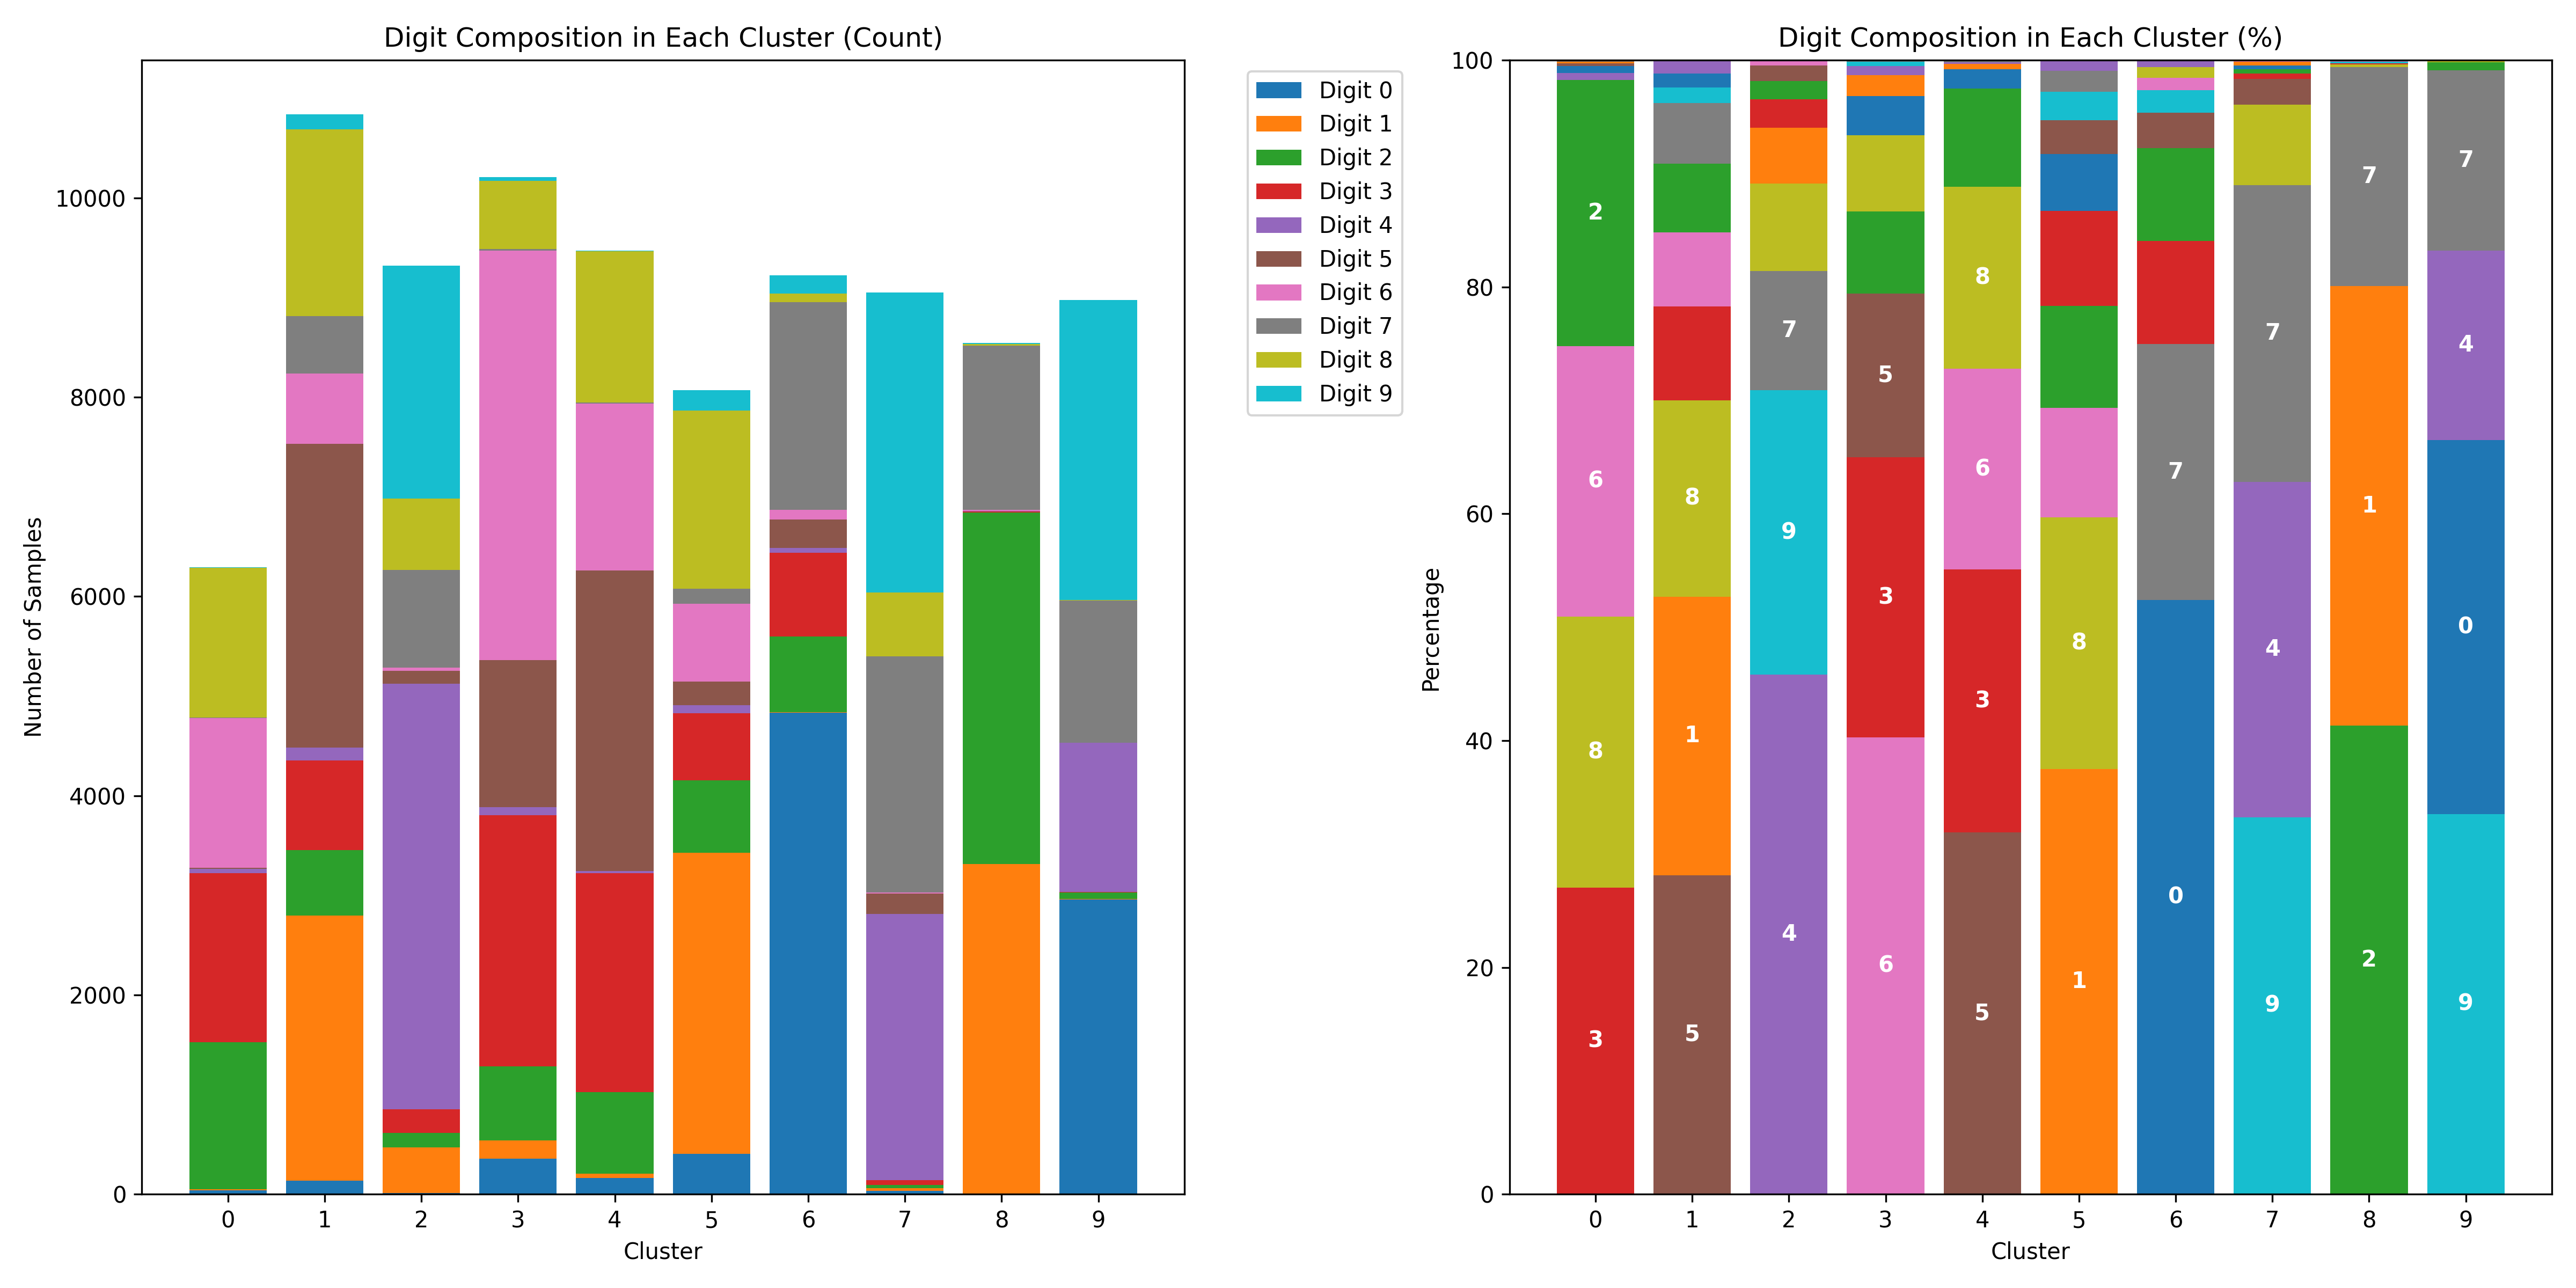 Digit Composition in Each Cluster (Count)
Number of Samples
10000
8000
6000
4000
2000
0
0 1 2 3 4 5 6 7 8 9
Cluster
Digit 0
Digit 1
Digit 2
Digit 3
Digit 4
Digit 5
Digit 6
Digit 7
Digit 8
Digit 9
Digit Composition in Each Cluster (%)
Percentage
100
80
60
40
20
0
2
6
8
3
8
1
5
7
9
4
5
3
6
8
6
3
5
8
1
7
0
7
4
9
7
1
2
7
4
0
9
0 1 2 3 4 5 6 7 8 9
Cluster